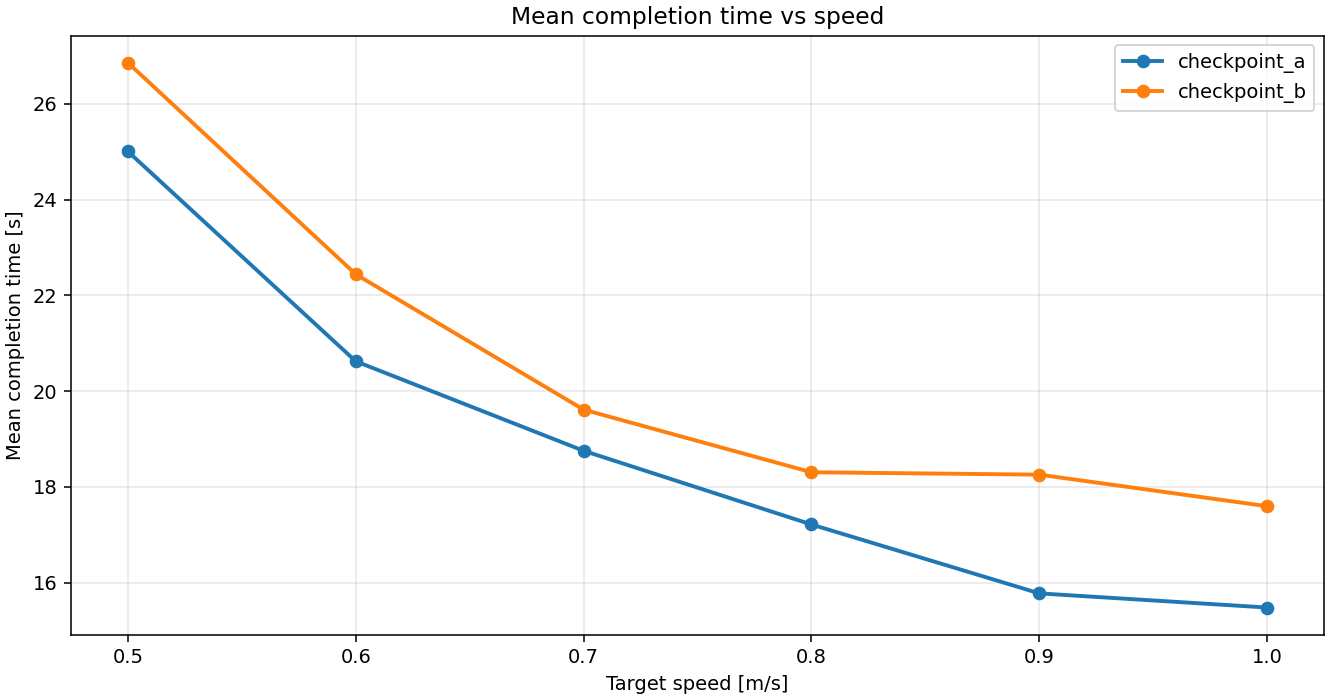 Mean completion time vs speed
checkpoint_a
checkpoint_b
Mean completion time [s]
26
24
22
20
18
16
0.5 0.6 0.7 0.8 0.9 1.0
Target speed [m/s]